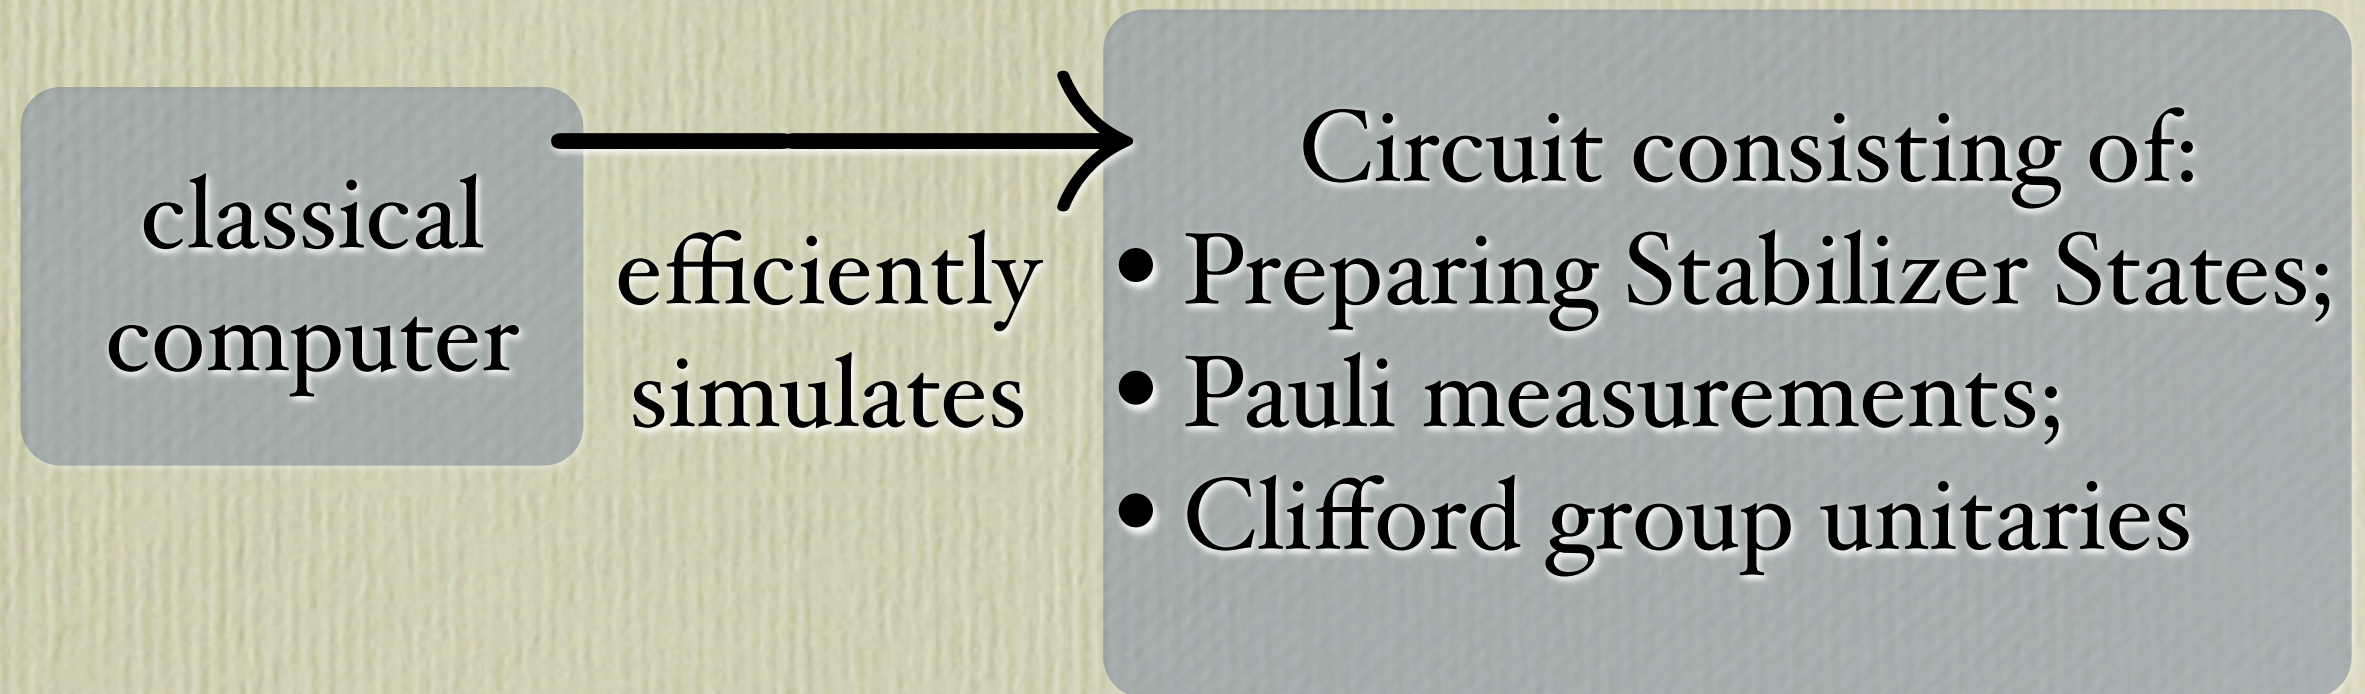 classical
computer
efficiently
simulates
Circuit consisting of:
• Preparing Stabilizer States;
• Pauli measurements;
• Clifford group unitaries